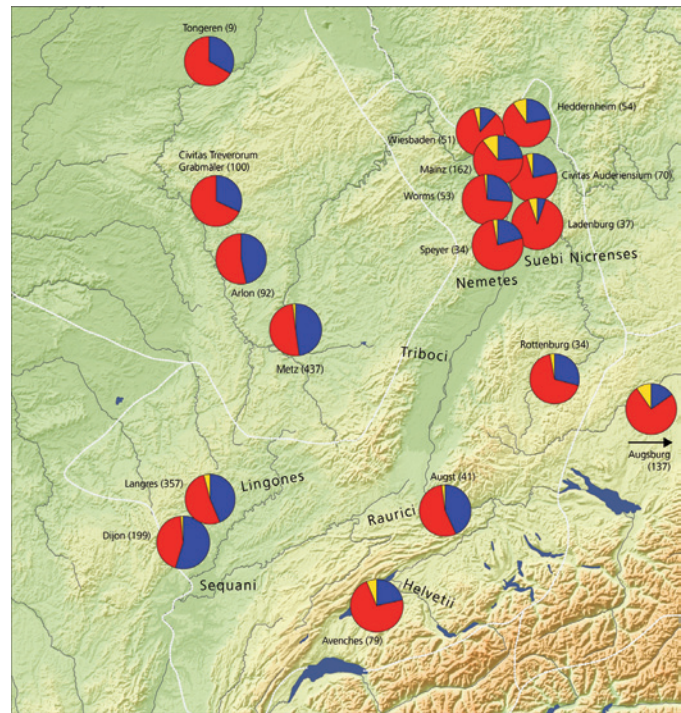 Tongeren (9)
Heddernheim (54)
Wiesbaden (51)
Civitas Treverorum
Grabmäler (100)
Mainz (162)
Civitas Auderiensium (70)
Worms (53)
Ladenburg (37)
Speyer (34)
Suebi Nicrenses
Nemetes
Arlon (92)
Triboci
Rottenburg (34)
Metz (437)
Augsburg
(137)
Langres (357)
Lingones
Augst (41)
Raurici
Dijon (199)
Sequani
Helvetii
Avenches (79)